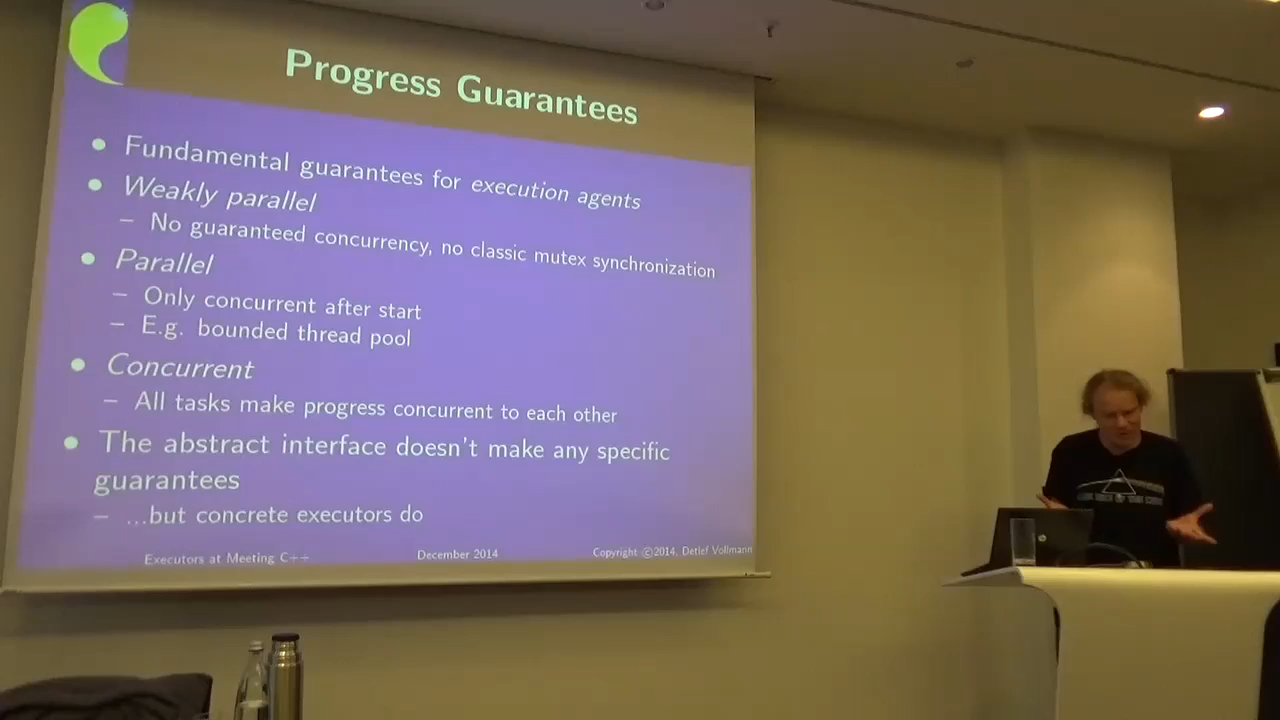 Progress Guarantees
• Fundamental guarantees for execution agents
• Weakly parallel
– No guaranteed concurrency, no classic mutex synchronization
• Parallel
– Only concurrent after start
– E.g. bounded thread pool
• Concurrent
– All tasks make progress concurrent to each other
• The abstract interface doesn't make any specific
guarantees
– ...but concrete executors do
Executors at Meeting C++ December 2014 Copyright ©2014, Detlef Vollmann